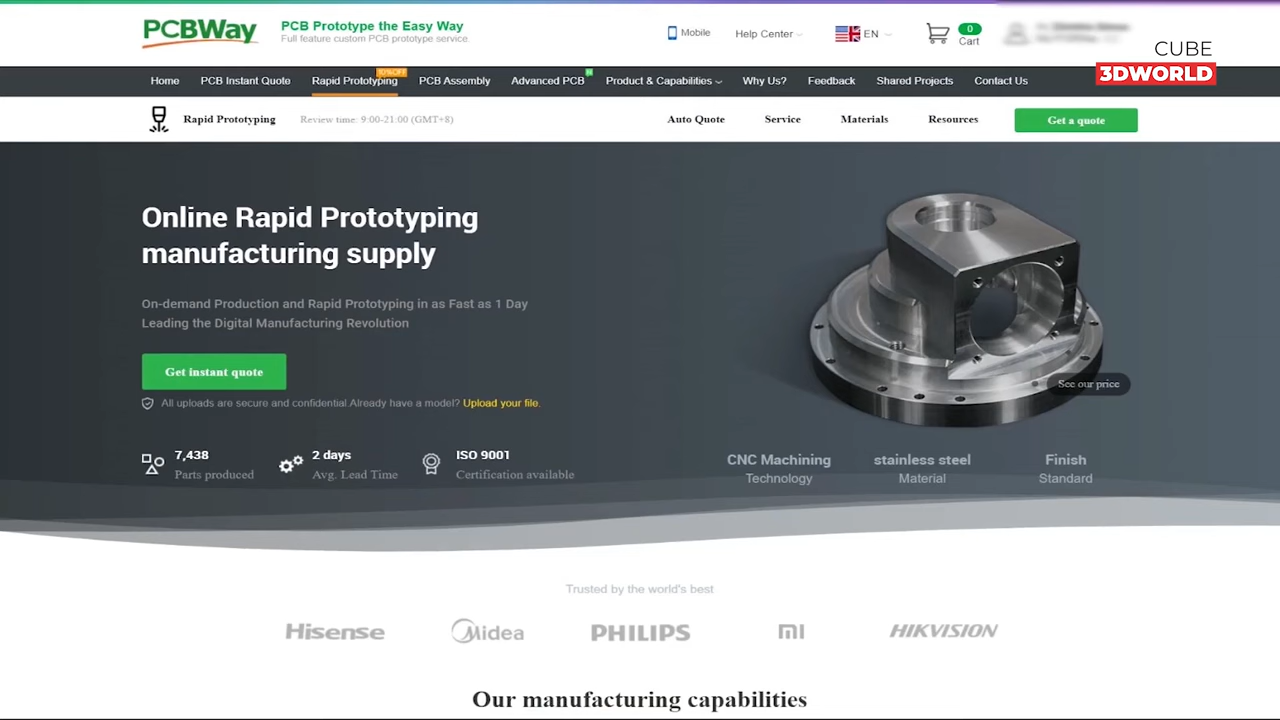 PCBWay
PCB Prototype the Easy Way
Full feature custom PCB prototype service.
Mobile
Help Center
EN
0
Cart
CUBE
3DWORLD
Home
PCB Instant Quote
Rapid Prototyping
10%OFF
PCB Assembly
Advanced PCB
N
Product & Capabilities
Why Us?
Feedback
Shared Projects
Contact Us
Rapid Prototyping
Review time: 9:00-21:00 (GMT+8)
Auto Quote
Service
Materials
Resources
Get a quote
Online Rapid Prototyping
manufacturing supply
On-demand Production and Rapid Prototyping in as Fast as 1 Day
Leading the Digital Manufacturing Revolution
Get instant quote
All uploads are secure and confidential.Already have a model? Upload your file.
See our price
7,438
Parts produced
2 days
Avg. Lead Time
ISO 9001
Certification available
CNC Machining
Technology
stainless steel
Material
Finish
Standard
Trusted by the world's best
Hisense
Midea
PHILIPS
MI
HIKVISION
Our manufacturing capabilities